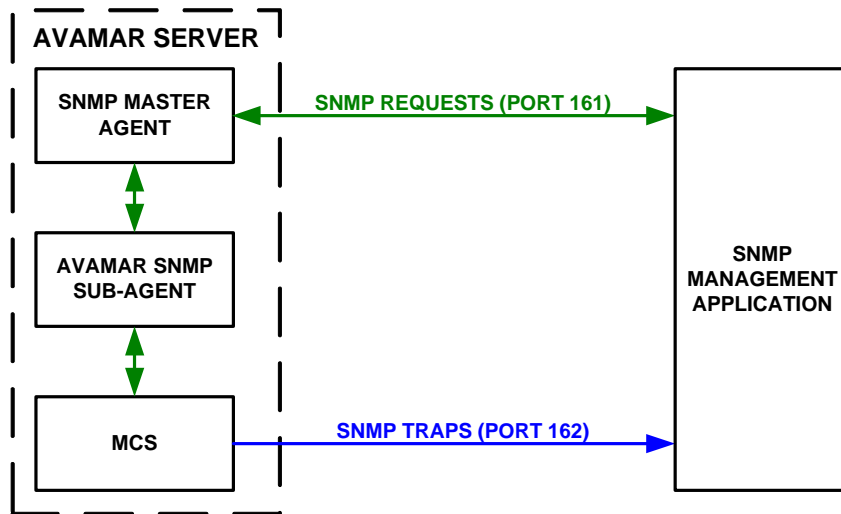 AVAMAR SERVER
SNMP MASTER
AGENT
SNMP REQUESTS (PORT 161)
AVAMAR SNMP
SUB-AGENT
SNMP
MANAGEMENT
APPLICATION
MCS
SNMP TRAPS (PORT 162)